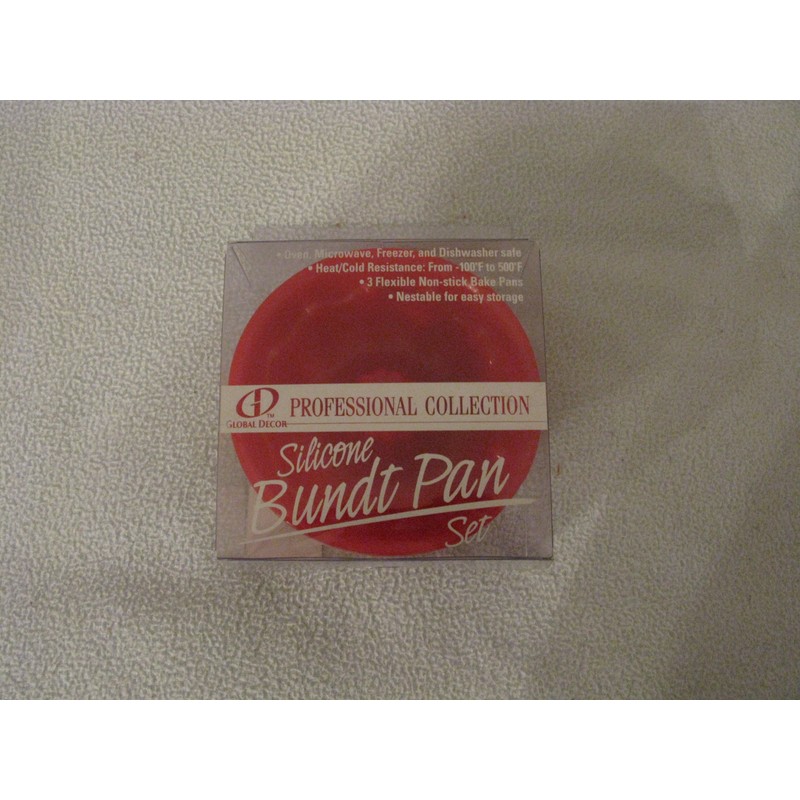 • Oven, Microwave, Freezer, and Dishwasher safe
• Heat/Cold Resistance: From -100°F to 500°F
• 3 Flexible Non-stick Bake Pans
• Nestable for easy storage
GD™
GLOBAL DECOR
PROFESSIONAL COLLECTION
Silicone
Bundt Pan
Set